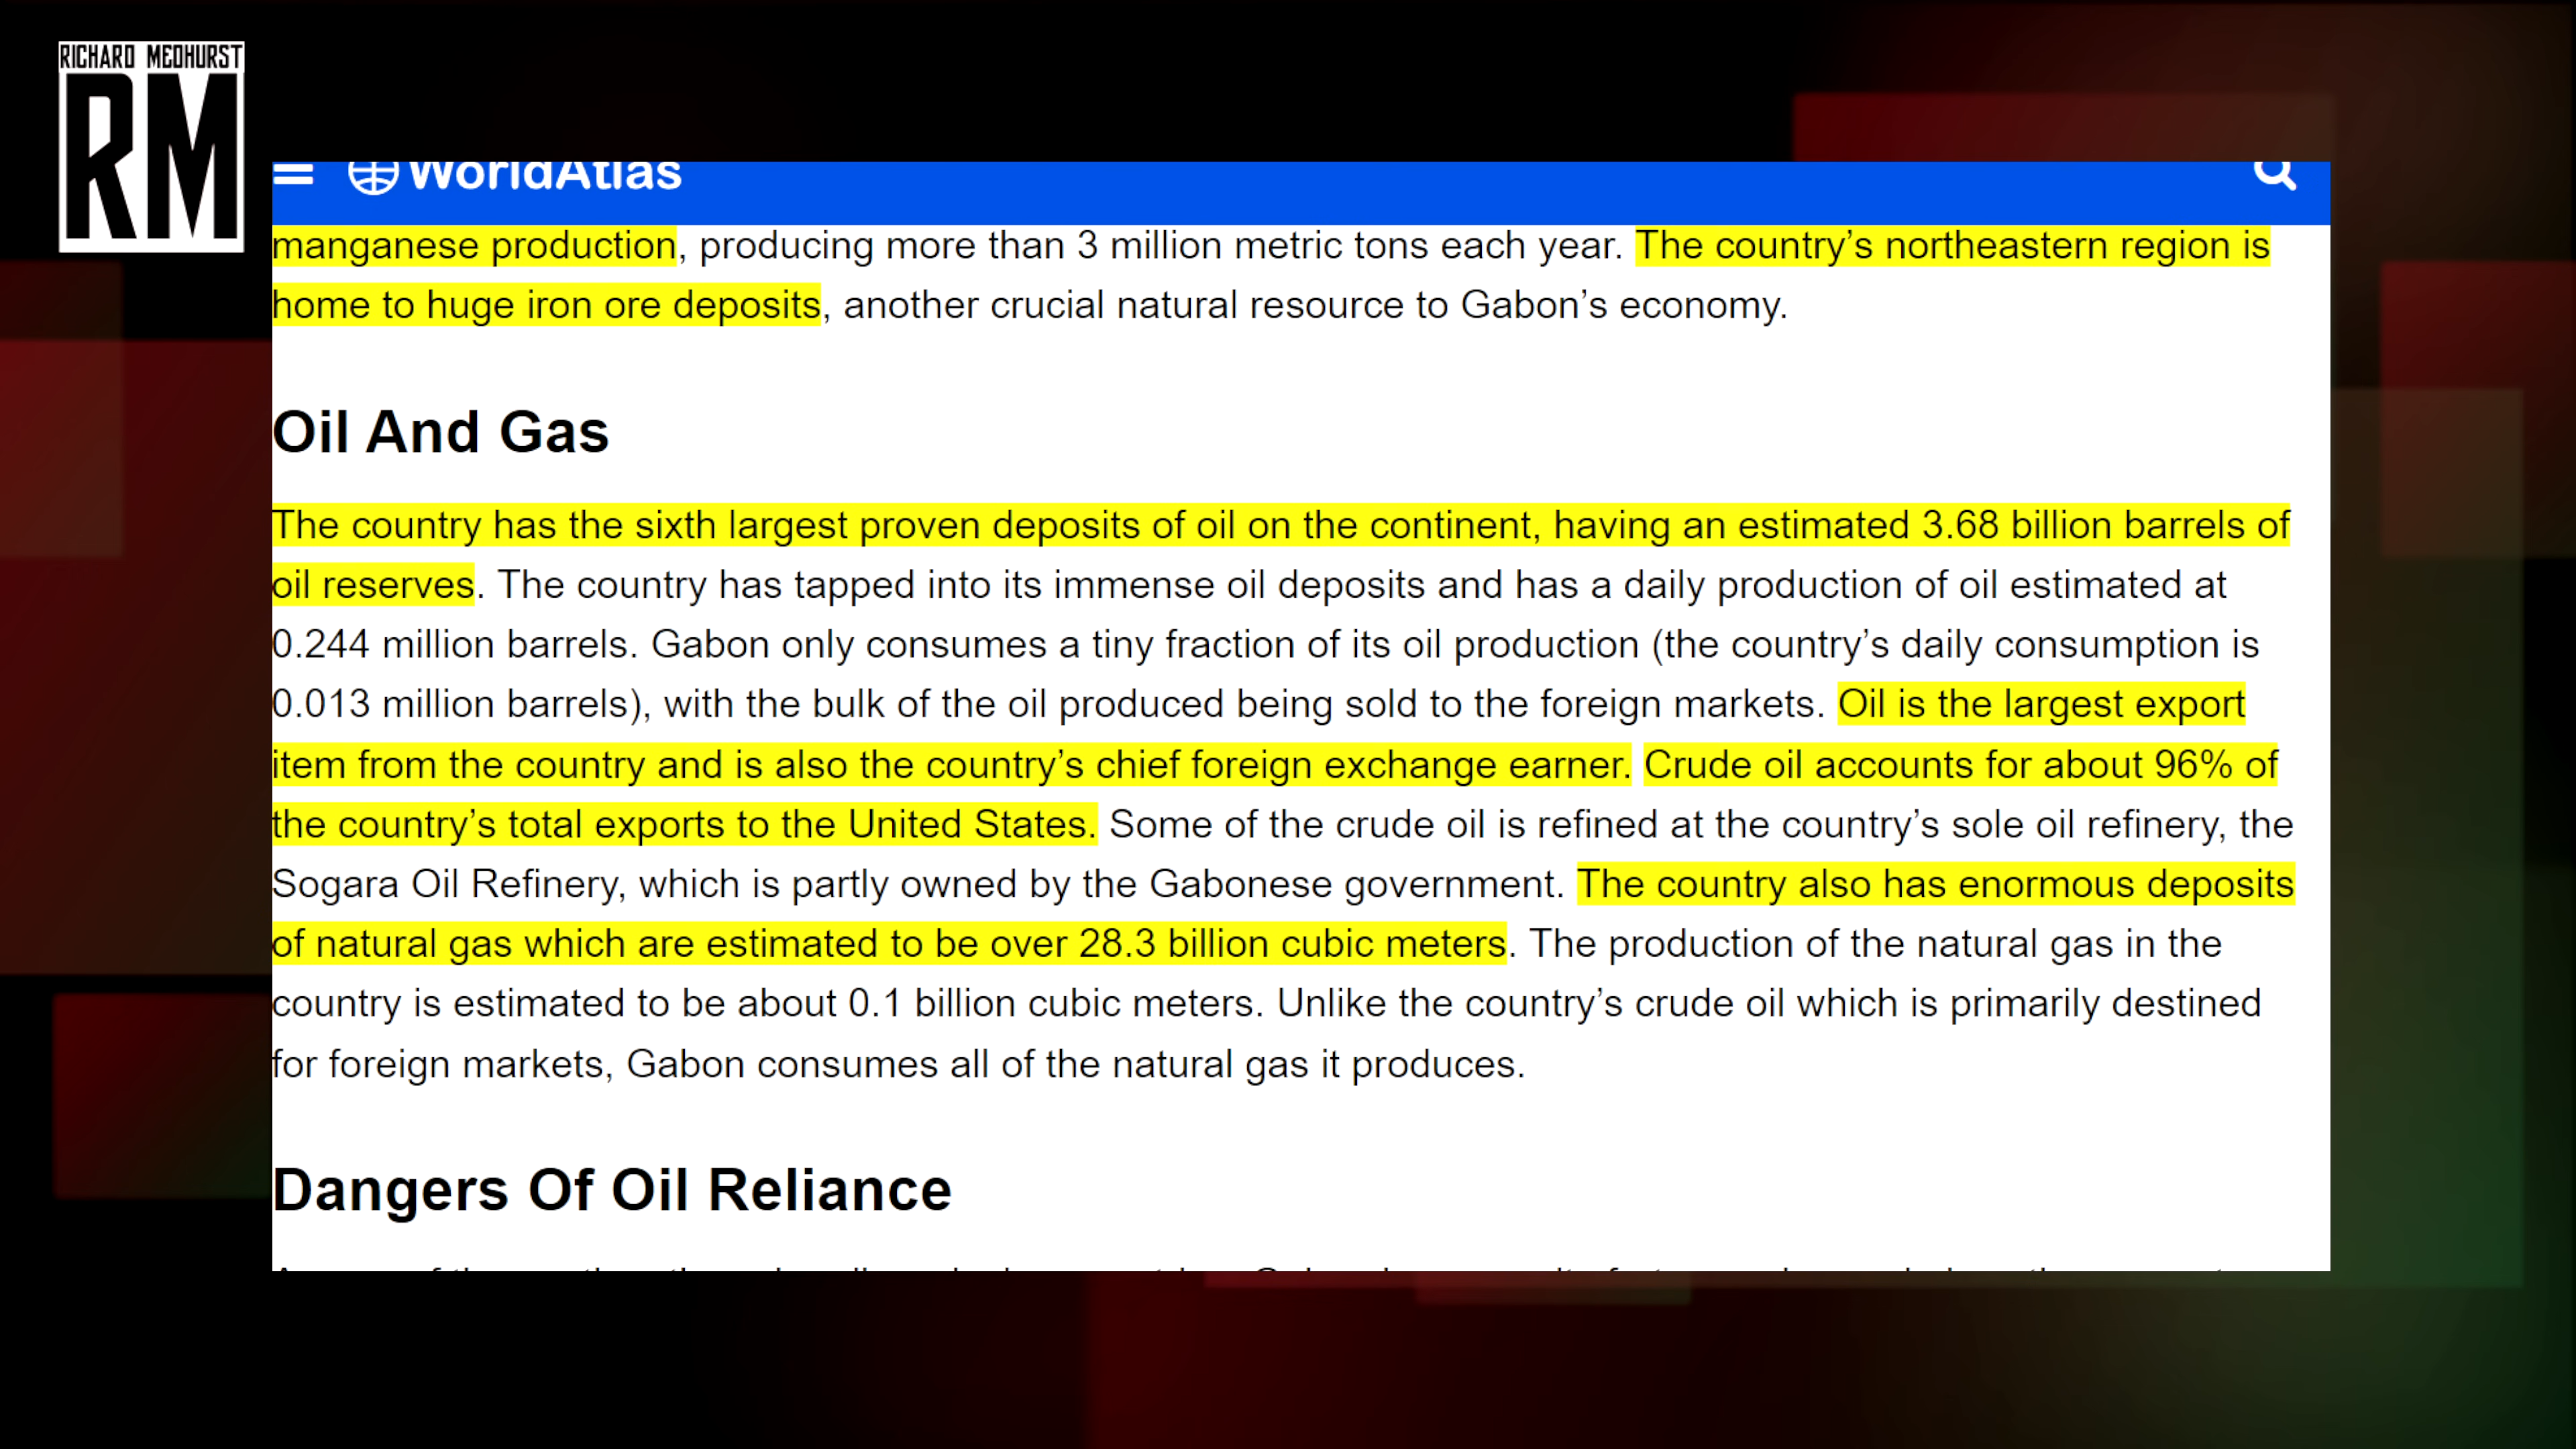 RICHARD MEDHURST
RM
WorldAtlas
manganese production, producing more than 3 million metric tons each year. The country’s northeastern region is
home to huge iron ore deposits, another crucial natural resource to Gabon’s economy.
Oil And Gas
The country has the sixth largest proven deposits of oil on the continent, having an estimated 3.68 billion barrels of
oil reserves. The country has tapped into its immense oil deposits and has a daily production of oil estimated at
0.244 million barrels. Gabon only consumes a tiny fraction of its oil production (the country’s daily consumption is
0.013 million barrels), with the bulk of the oil produced being sold to the foreign markets. Oil is the largest export
item from the country and is also the country’s chief foreign exchange earner. Crude oil accounts for about 96% of
the country’s total exports to the United States. Some of the crude oil is refined at the country’s sole oil refinery, the
Sogara Oil Refinery, which is partly owned by the Gabonese government. The country also has enormous deposits
of natural gas which are estimated to be over 28.3 billion cubic meters. The production of the natural gas in the
country is estimated to be about 0.1 billion cubic meters. Unlike the country’s crude oil which is primarily destined
for foreign markets, Gabon consumes all of the natural gas it produces.
Dangers Of Oil Reliance